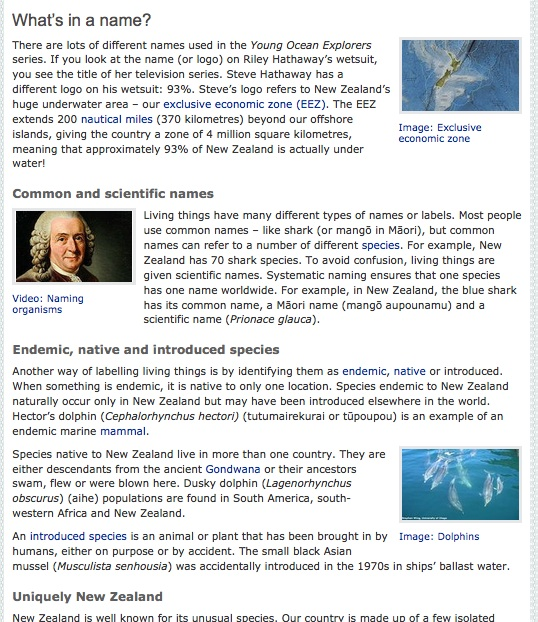 What's in a name?
There are lots of different names used in the Young Ocean Explorers
series. If you look at the name (or logo) on Riley Hathaway's wetsuit,
you see the title of her television series. Steve Hathaway has a
different logo on his wetsuit: 93%. Steve's logo refers to New Zealand's
huge underwater area – our exclusive economic zone (EEZ). The EEZ
extends 200 nautical miles (370 kilometres) beyond our offshore
islands, giving the country a zone of 4 million square kilometres,
meaning that approximately 93% of New Zealand is actually under
water!
Image: Exclusive
economic zone
Common and scientific names
Video: Naming
organisms
Living things have many different types of names or labels. Most people
use common names – like shark (or mangō in Māori), but common
names can refer to a number of different species. For example, New
Zealand has 70 shark species. To avoid confusion, living things are
given scientific names. Systematic naming ensures that one species
has one name worldwide. For example, in New Zealand, the blue shark
has its common name, a Māori name (mangō aupounamu) and a
scientific name (Prionace glauca).
Endemic, native and introduced species
Another way of labelling living things is by identifying them as endemic, native or introduced.
When something is endemic, it is native to only one location. Species endemic to New Zealand
naturally occur only in New Zealand but may have been introduced elsewhere in the world.
Hector's dolphin (Cephalorhynchus hectori) (tutumairekurai or tūpoupou) is an example of an
endemic marine mammal.
Species native to New Zealand live in more than one country. They are
either descendants from the ancient Gondwana or their ancestors
swam, flew or were blown here. Dusky dolphin (Lagenorhynchus
obscurus) (aihe) populations are found in South America, south-
western Africa and New Zealand.
Image: Dolphins
An introduced species is an animal or plant that has been brought in by
humans, either on purpose or by accident. The small black Asian
mussel (Musculista senhousia) was accidentally introduced in the 1970s in ships' ballast water.
Uniquely New Zealand
New Zealand is well known for its unusual species. Our country is made up of a few isolated